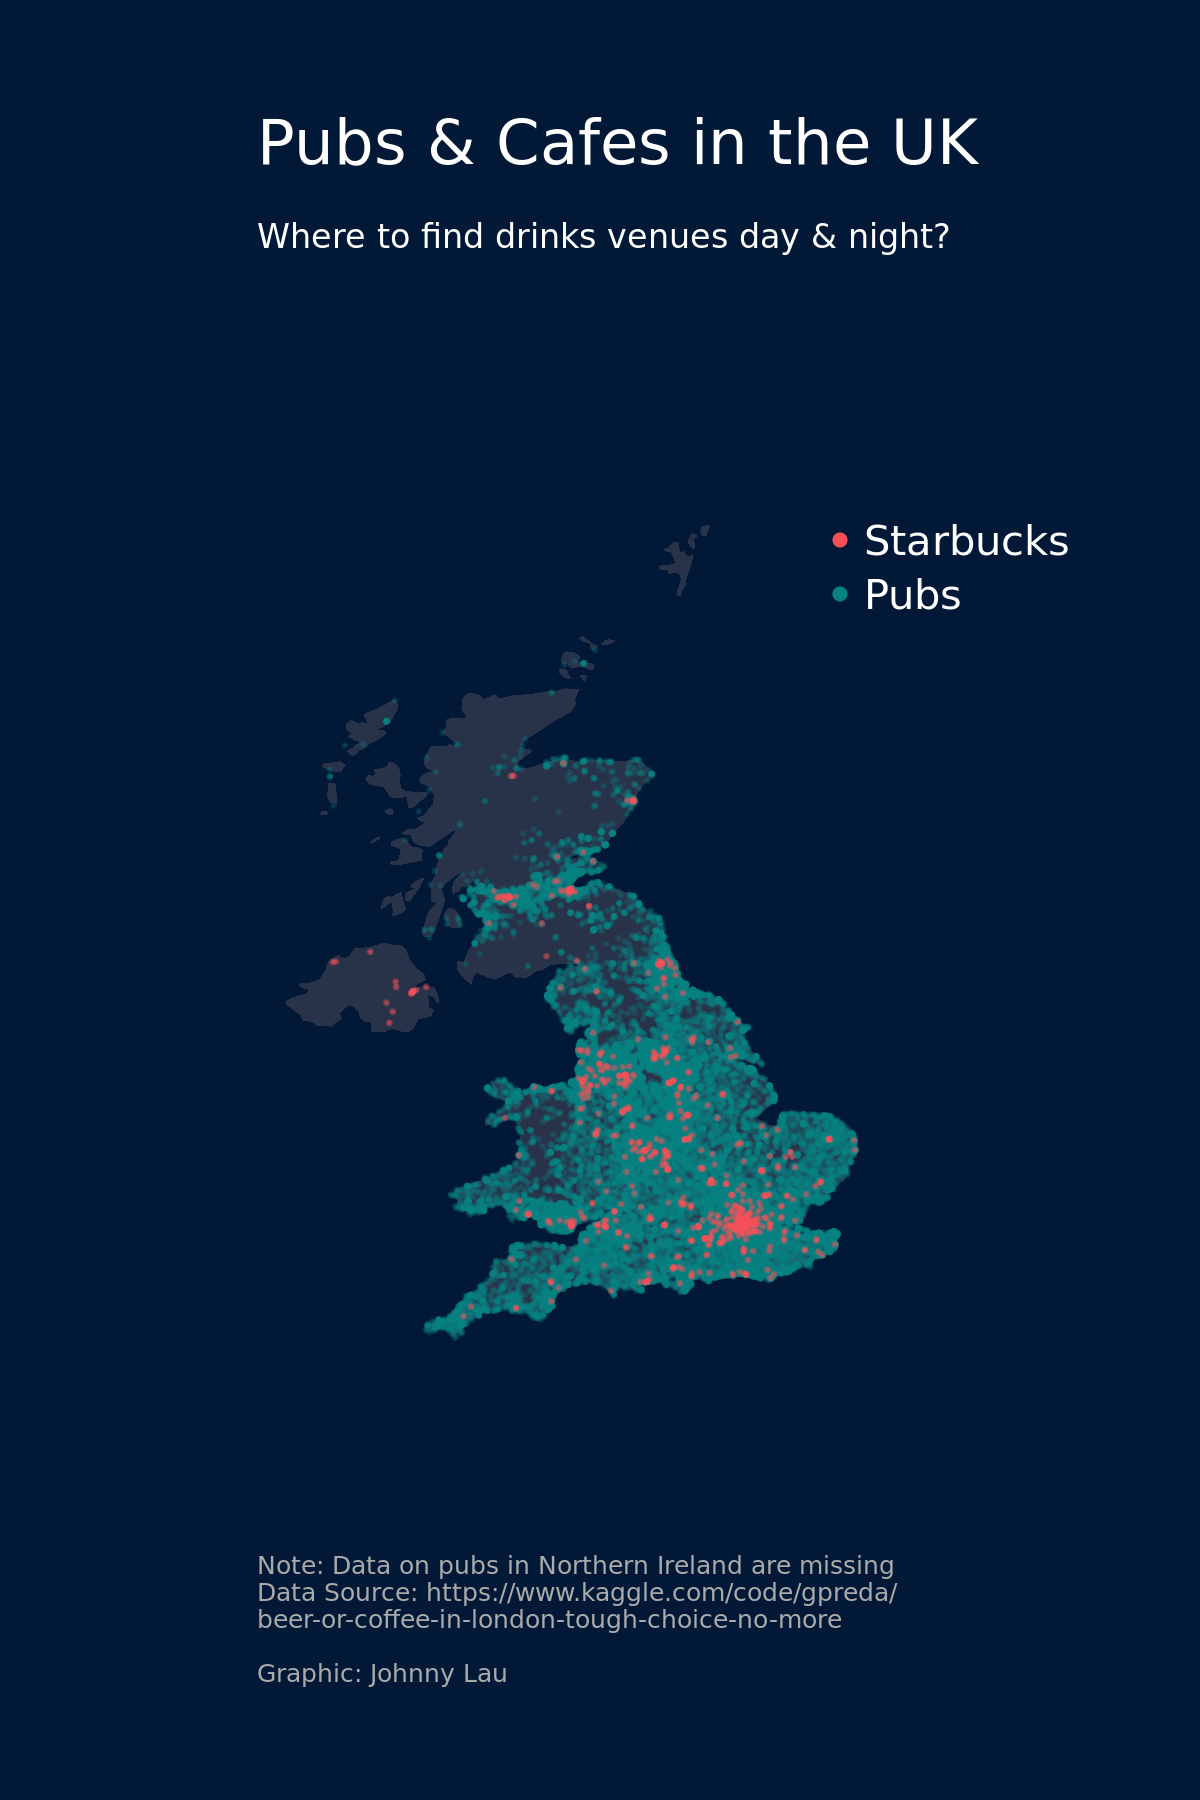 Pubs & Cafes in the UK
Where to find drinks venues day & night?
Starbucks
Pubs
Note: Data on pubs in Northern Ireland are missing
Data Source: https://www.kaggle.com/code/gpreda/
beer-or-coffee-in-london-tough-choice-no-more
Graphic: Johnny Lau